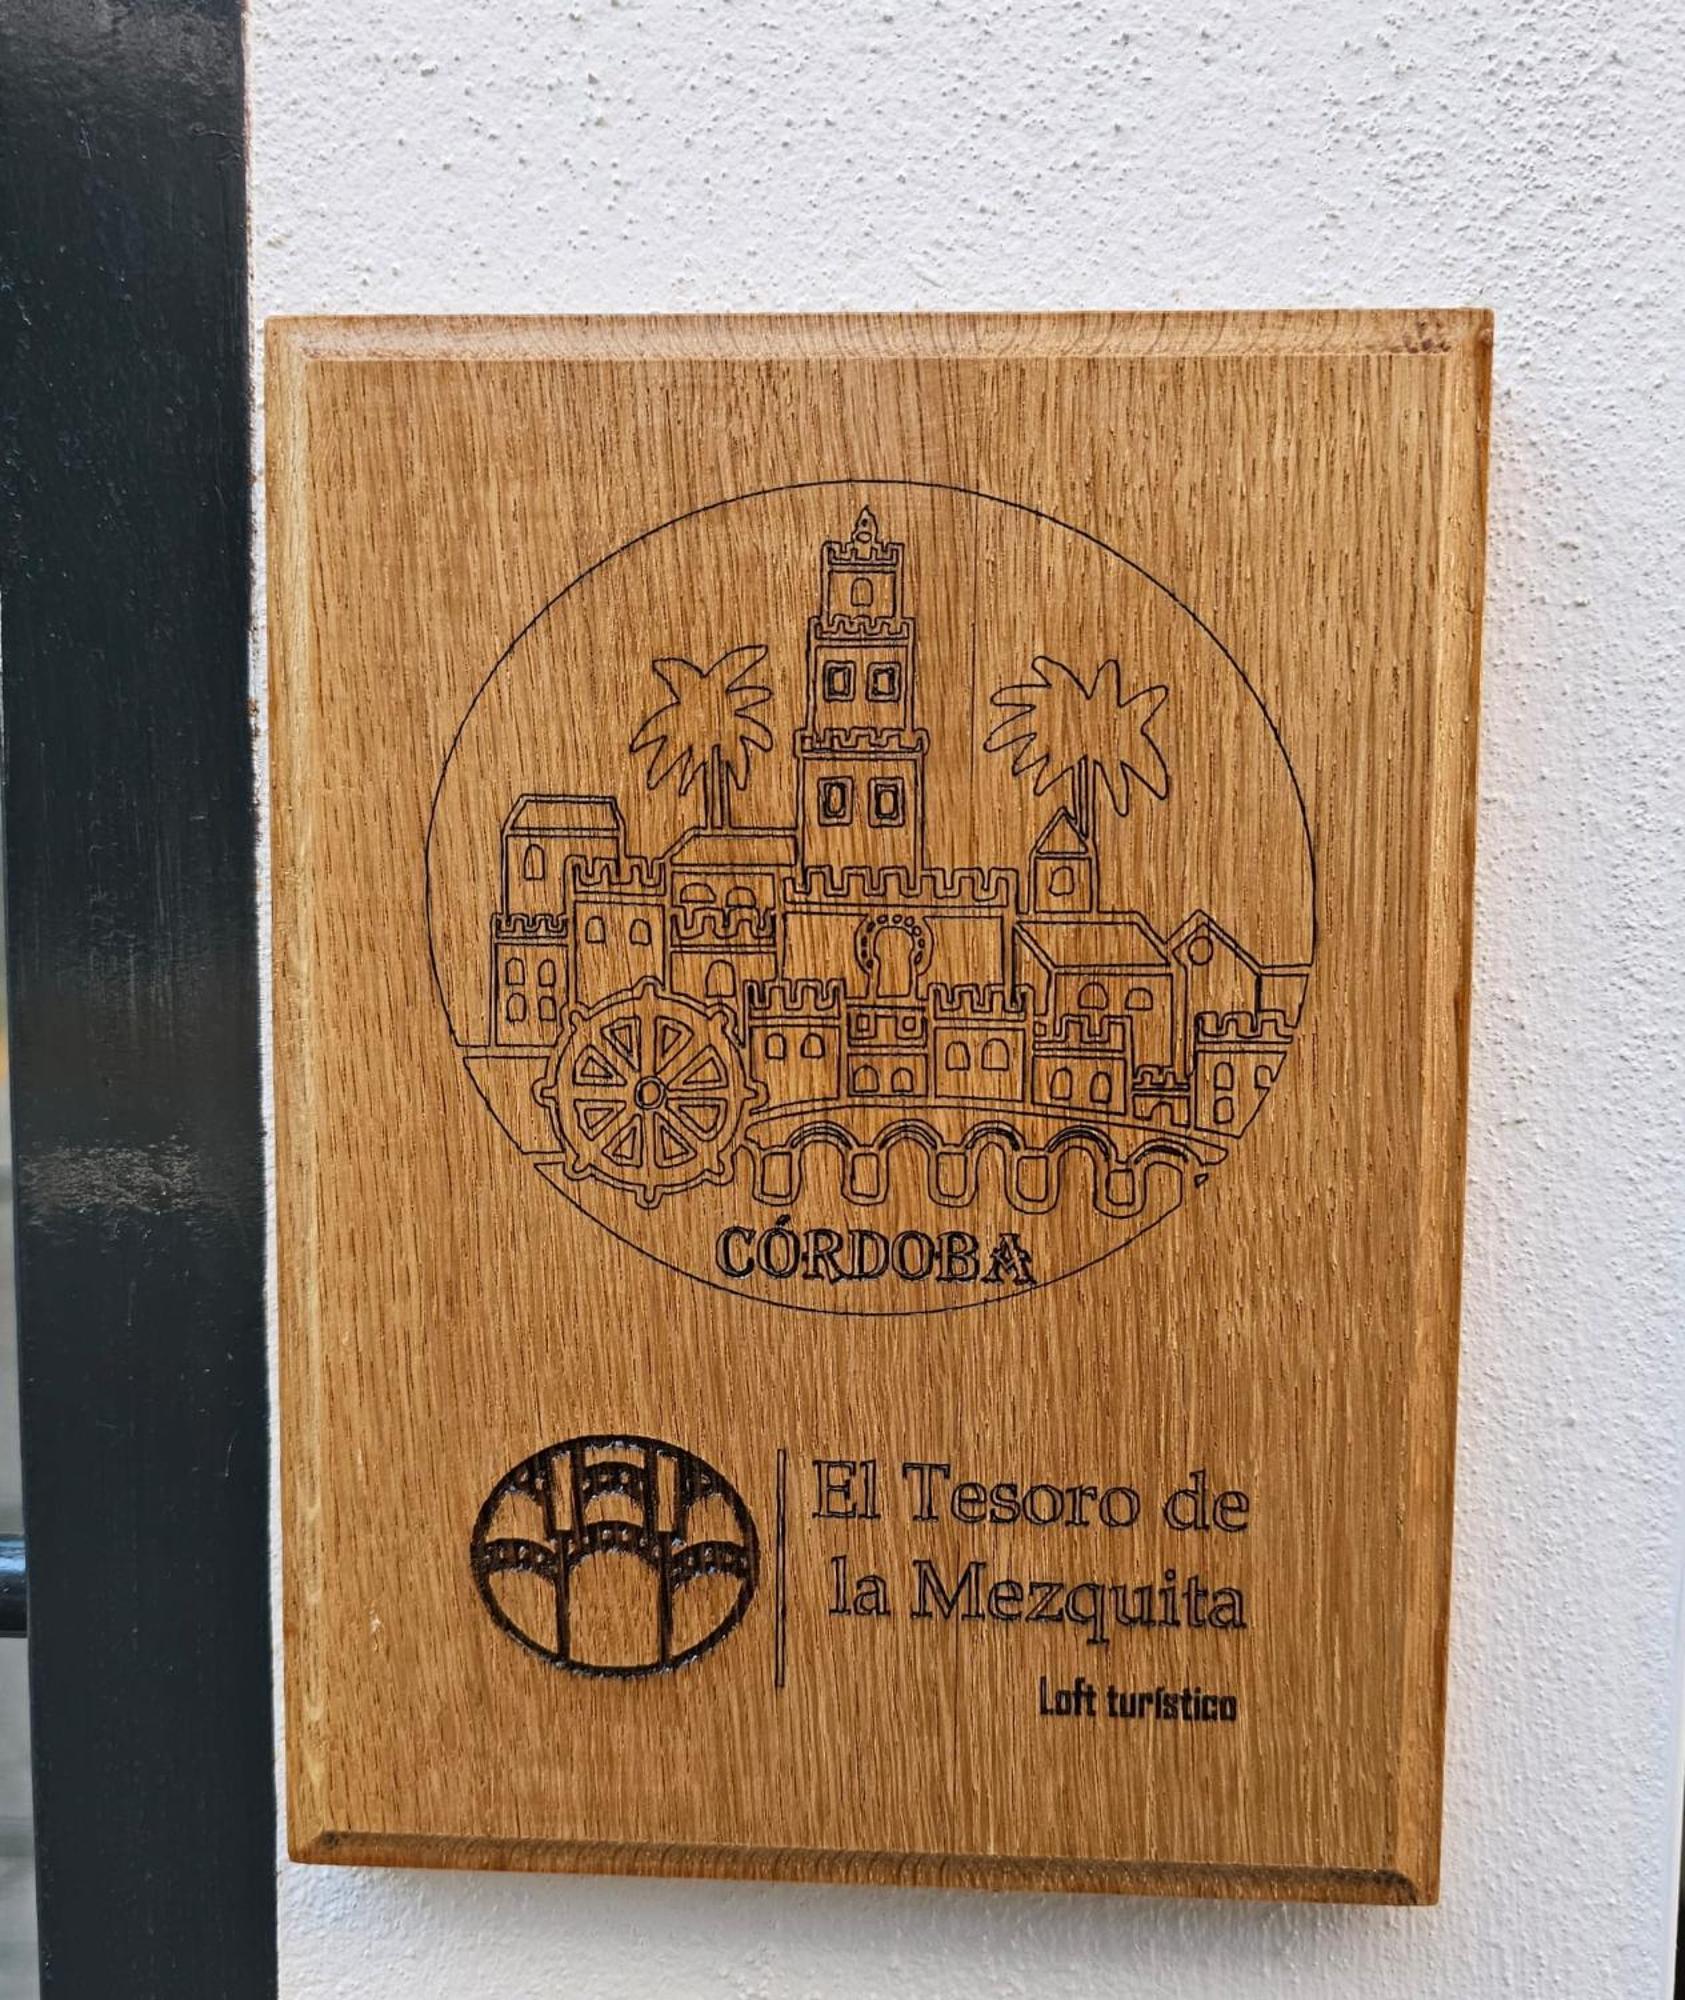 CÓRDOBA
El Tesoro de
la Mezquita
Loft turístico